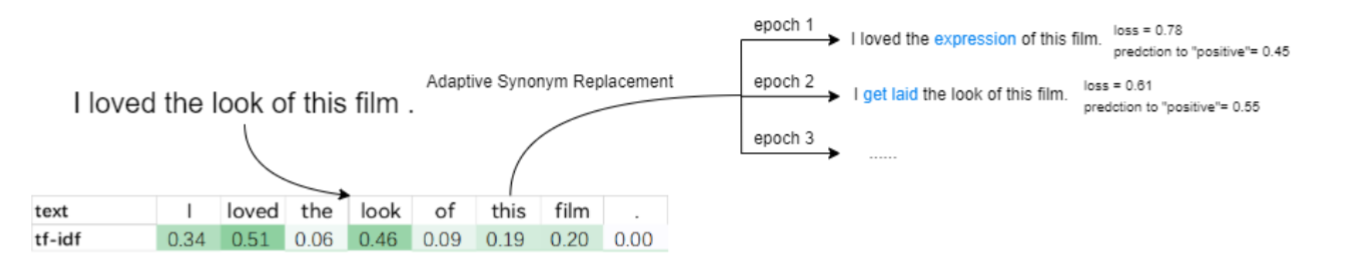 I loved the look of this film .
Adaptive Synonym Replacement
epoch 1
I loved the expression of this film.
loss = 0.78
predction to "positive"= 0.45
epoch 2
I get laid the look of this film.
loss = 0.61
predction to "positive"= 0.55
epoch 3
......
text I loved the look of this film .
tf-idf 0.34 0.51 0.06 0.46 0.09 0.19 0.20 0.00